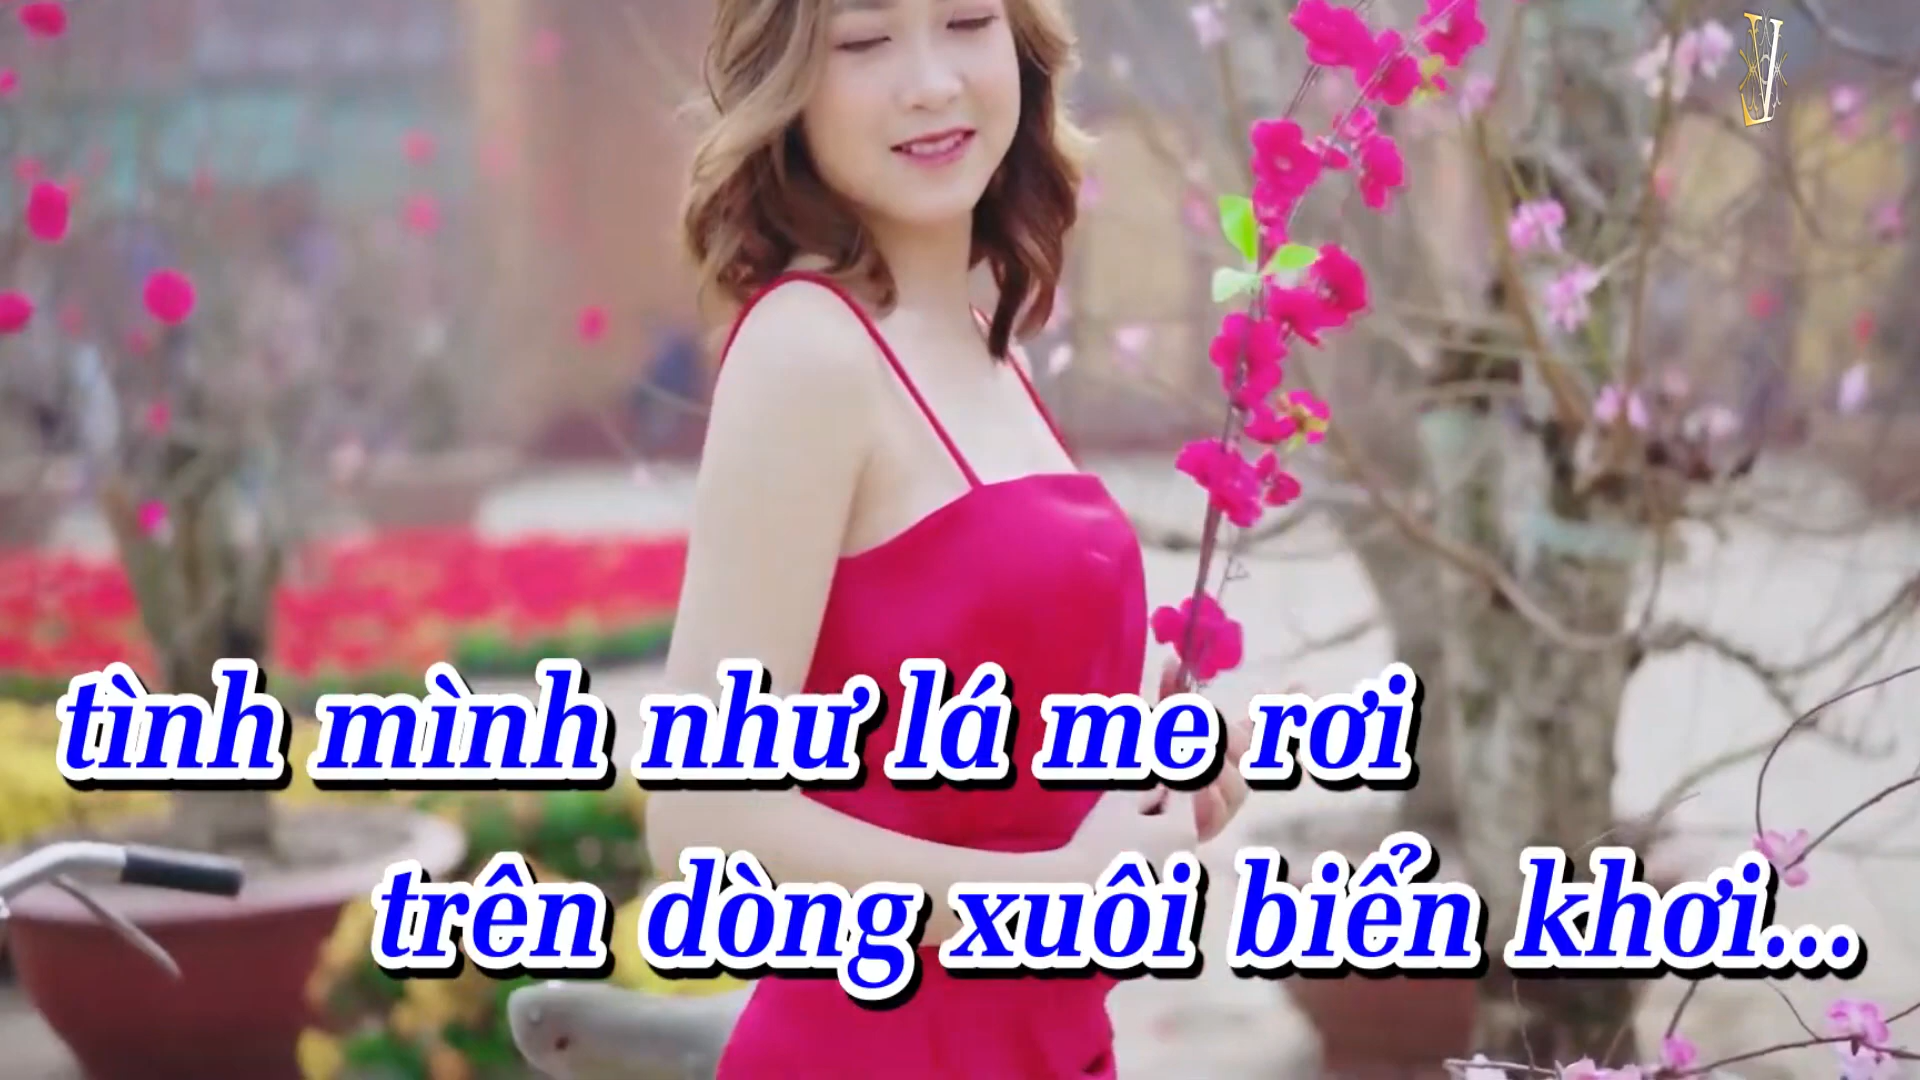 tình mình như lá me rơi
trên dòng xuôi biển khơi...